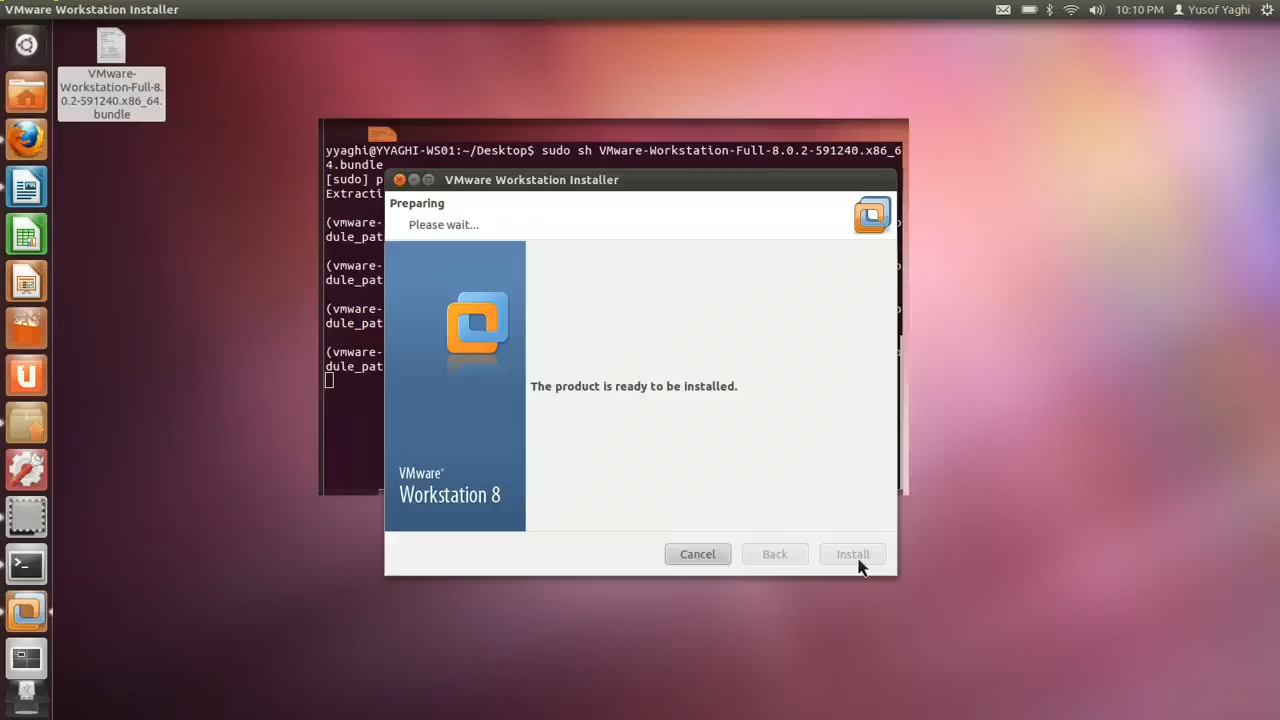 VMware Workstation Installer
10:10 PM
Yusof Yaghi
VMware-
Workstation-Full-8.
0.2-591240.x86_64.
bundle
yyaghi@YYAGHI-WS01:~/Desktop$ sudo sh VMware-Workstation-Full-8.0.2-591240.x86_6
4.bundle
[sudo] p
Extracti
(vmware-
dule_pat
(vmware-
dule_pat
(vmware-
dule_pat
(vmware-
dule_pat
VMware Workstation Installer
Preparing
Please wait...
The product is ready to be installed.
VMware®
Workstation 8
Cancel
Back
Install